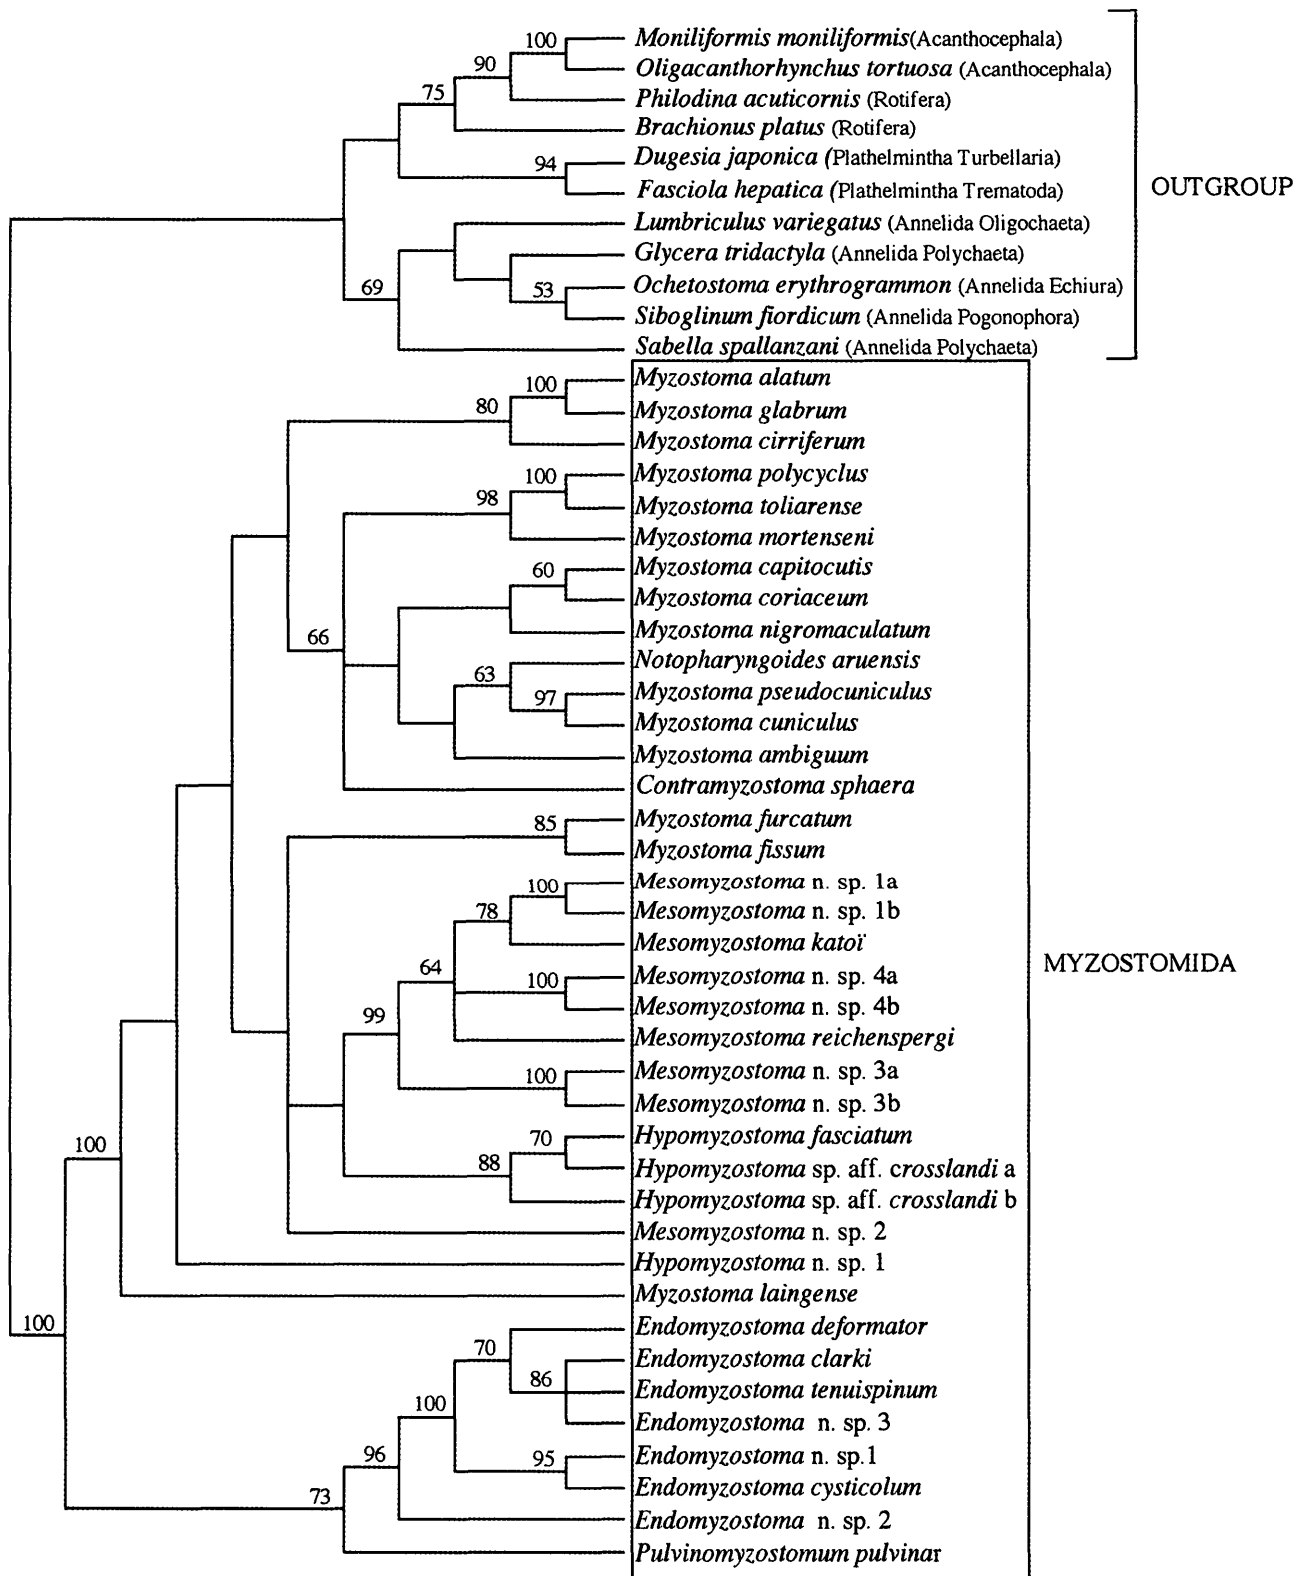 100
Moniliformis moniliformis(Acanthocephala)
90
Oligacanthorhynchus tortuosa (Acanthocephala)
75
Philodina acuticornis (Rotifera)
Brachionus platus (Rotifera)
94
Dugesia japonica (Plathelmintha Turbellaria)
Fasciola hepatica (Plathelmintha Trematoda)
OUTGROUP
Lumbriculus variegatus (Annelida Oligochaeta)
Glycera tridactyla (Annelida Polychaeta)
69
53
Ochetostoma erythrogrammon (Annelida Echiura)
Siboglinum fiordicum (Annelida Pogonophora)
Sabella spallanzani (Annelida Polychaeta)
100
Myzostoma alatum
80
Myzostoma glabrum
Myzostoma cirriferum
100
Myzostoma polycyclus
98
Myzostoma toliarense
Myzostoma mortenseni
60
Myzostoma capitocutis
Myzostoma coriaceum
66
Myzostoma nigromaculatum
63
Notopharyngoides aruensis
97
Myzostoma pseudocuniculus
Myzostoma cuniculus
Myzostoma ambiguum
Contramyzostoma sphaera
85
Myzostoma furcatum
Myzostoma fissum
100
Mesomyzostoma n. sp. 1a
78
Mesomyzostoma n. sp. 1b
Mesomyzostoma katoï
MYZOSTOMIDA
64
100
Mesomyzostoma n. sp. 4a
Mesomyzostoma n. sp. 4b
99
Mesomyzostoma reichenspergi
100
Mesomyzostoma n. sp. 3a
Mesomyzostoma n. sp. 3b
100
70
Hypomyzostoma fasciatum
88
Hypomyzostoma sp. aff. crosslandi a
Hypomyzostoma sp. aff. crosslandi b
Mesomyzostoma n. sp. 2
Hypomyzostoma n. sp. 1
Myzostoma laingense
100
Endomyzostoma deformator
70
Endomyzostoma clarki
86
Endomyzostoma tenuispinum
100
Endomyzostoma n. sp. 3
96
95
Endomyzostoma n. sp.1
Endomyzostoma cysticolum
73
Endomyzostoma n. sp. 2
Pulvinomyzostomum pulvinar